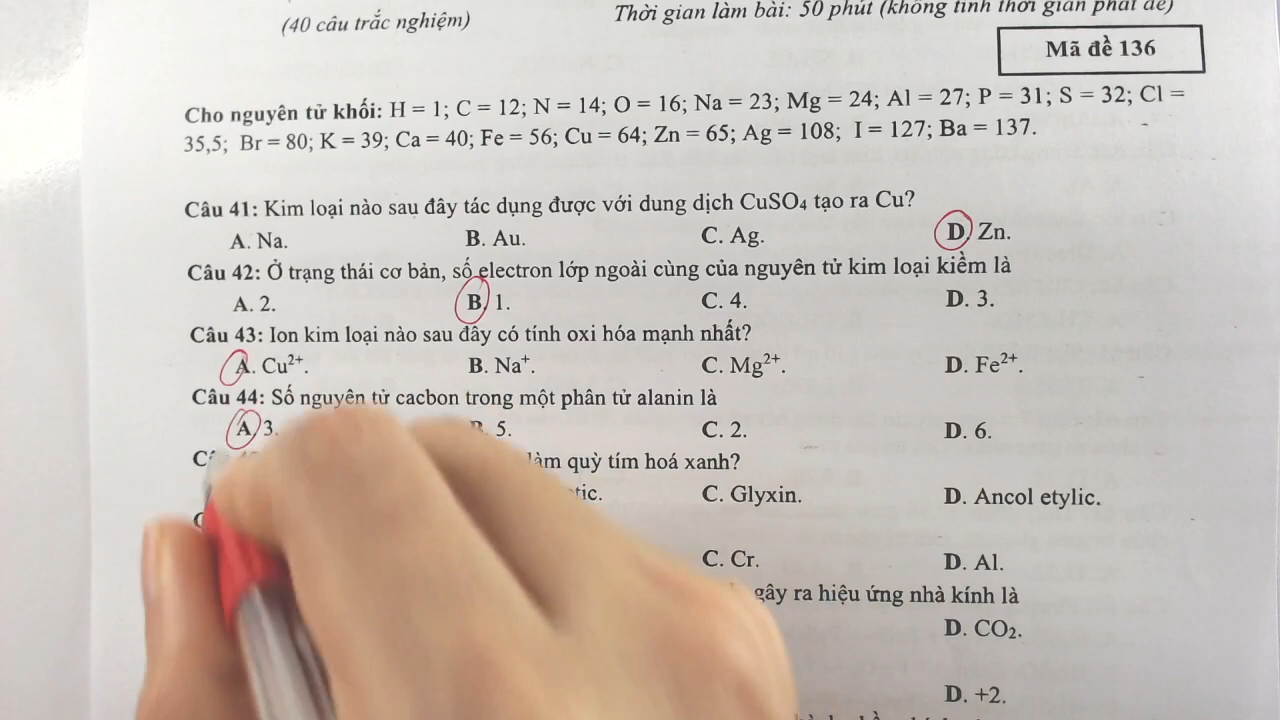 (40 câu trắc nghiệm)
Thời gian làm bài: 50 phút (không tính thời gian phát đề)
Mã đề 136
Cho nguyên tử khối: H = 1; C = 12; N = 14; O = 16; Na = 23; Mg = 24; Al = 27; P = 31; S = 32; Cl =
35,5; Br = 80; K = 39; Ca = 40; Fe = 56; Cu = 64; Zn = 65; Ag = 108; I = 127; Ba = 137.
Câu 41: Kim loại nào sau đây tác dụng được với dung dịch CuSO₄ tạo ra Cu?
A. Na. B. Au. C. Ag. D. Zn.
Câu 42: Ở trạng thái cơ bản, số electron lớp ngoài cùng của nguyên tử kim loại kiềm là
A. 2. B. 1. C. 4. D. 3.
Câu 43: Ion kim loại nào sau đây có tính oxi hóa mạnh nhất?
A. Cu²⁺. B. Na⁺. C. Mg²⁺. D. Fe²⁺.
Câu 44: Số nguyên tử cacbon trong một phân tử alanin là
A. 3. 5. C. 2. D. 6.
làm quỳ tím hoá xanh?
C. Glyxin. D. Ancol etylic.
C. Cr. D. Al.
gây ra hiệu ứng nhà kính là
D. CO₂.
D. +2.